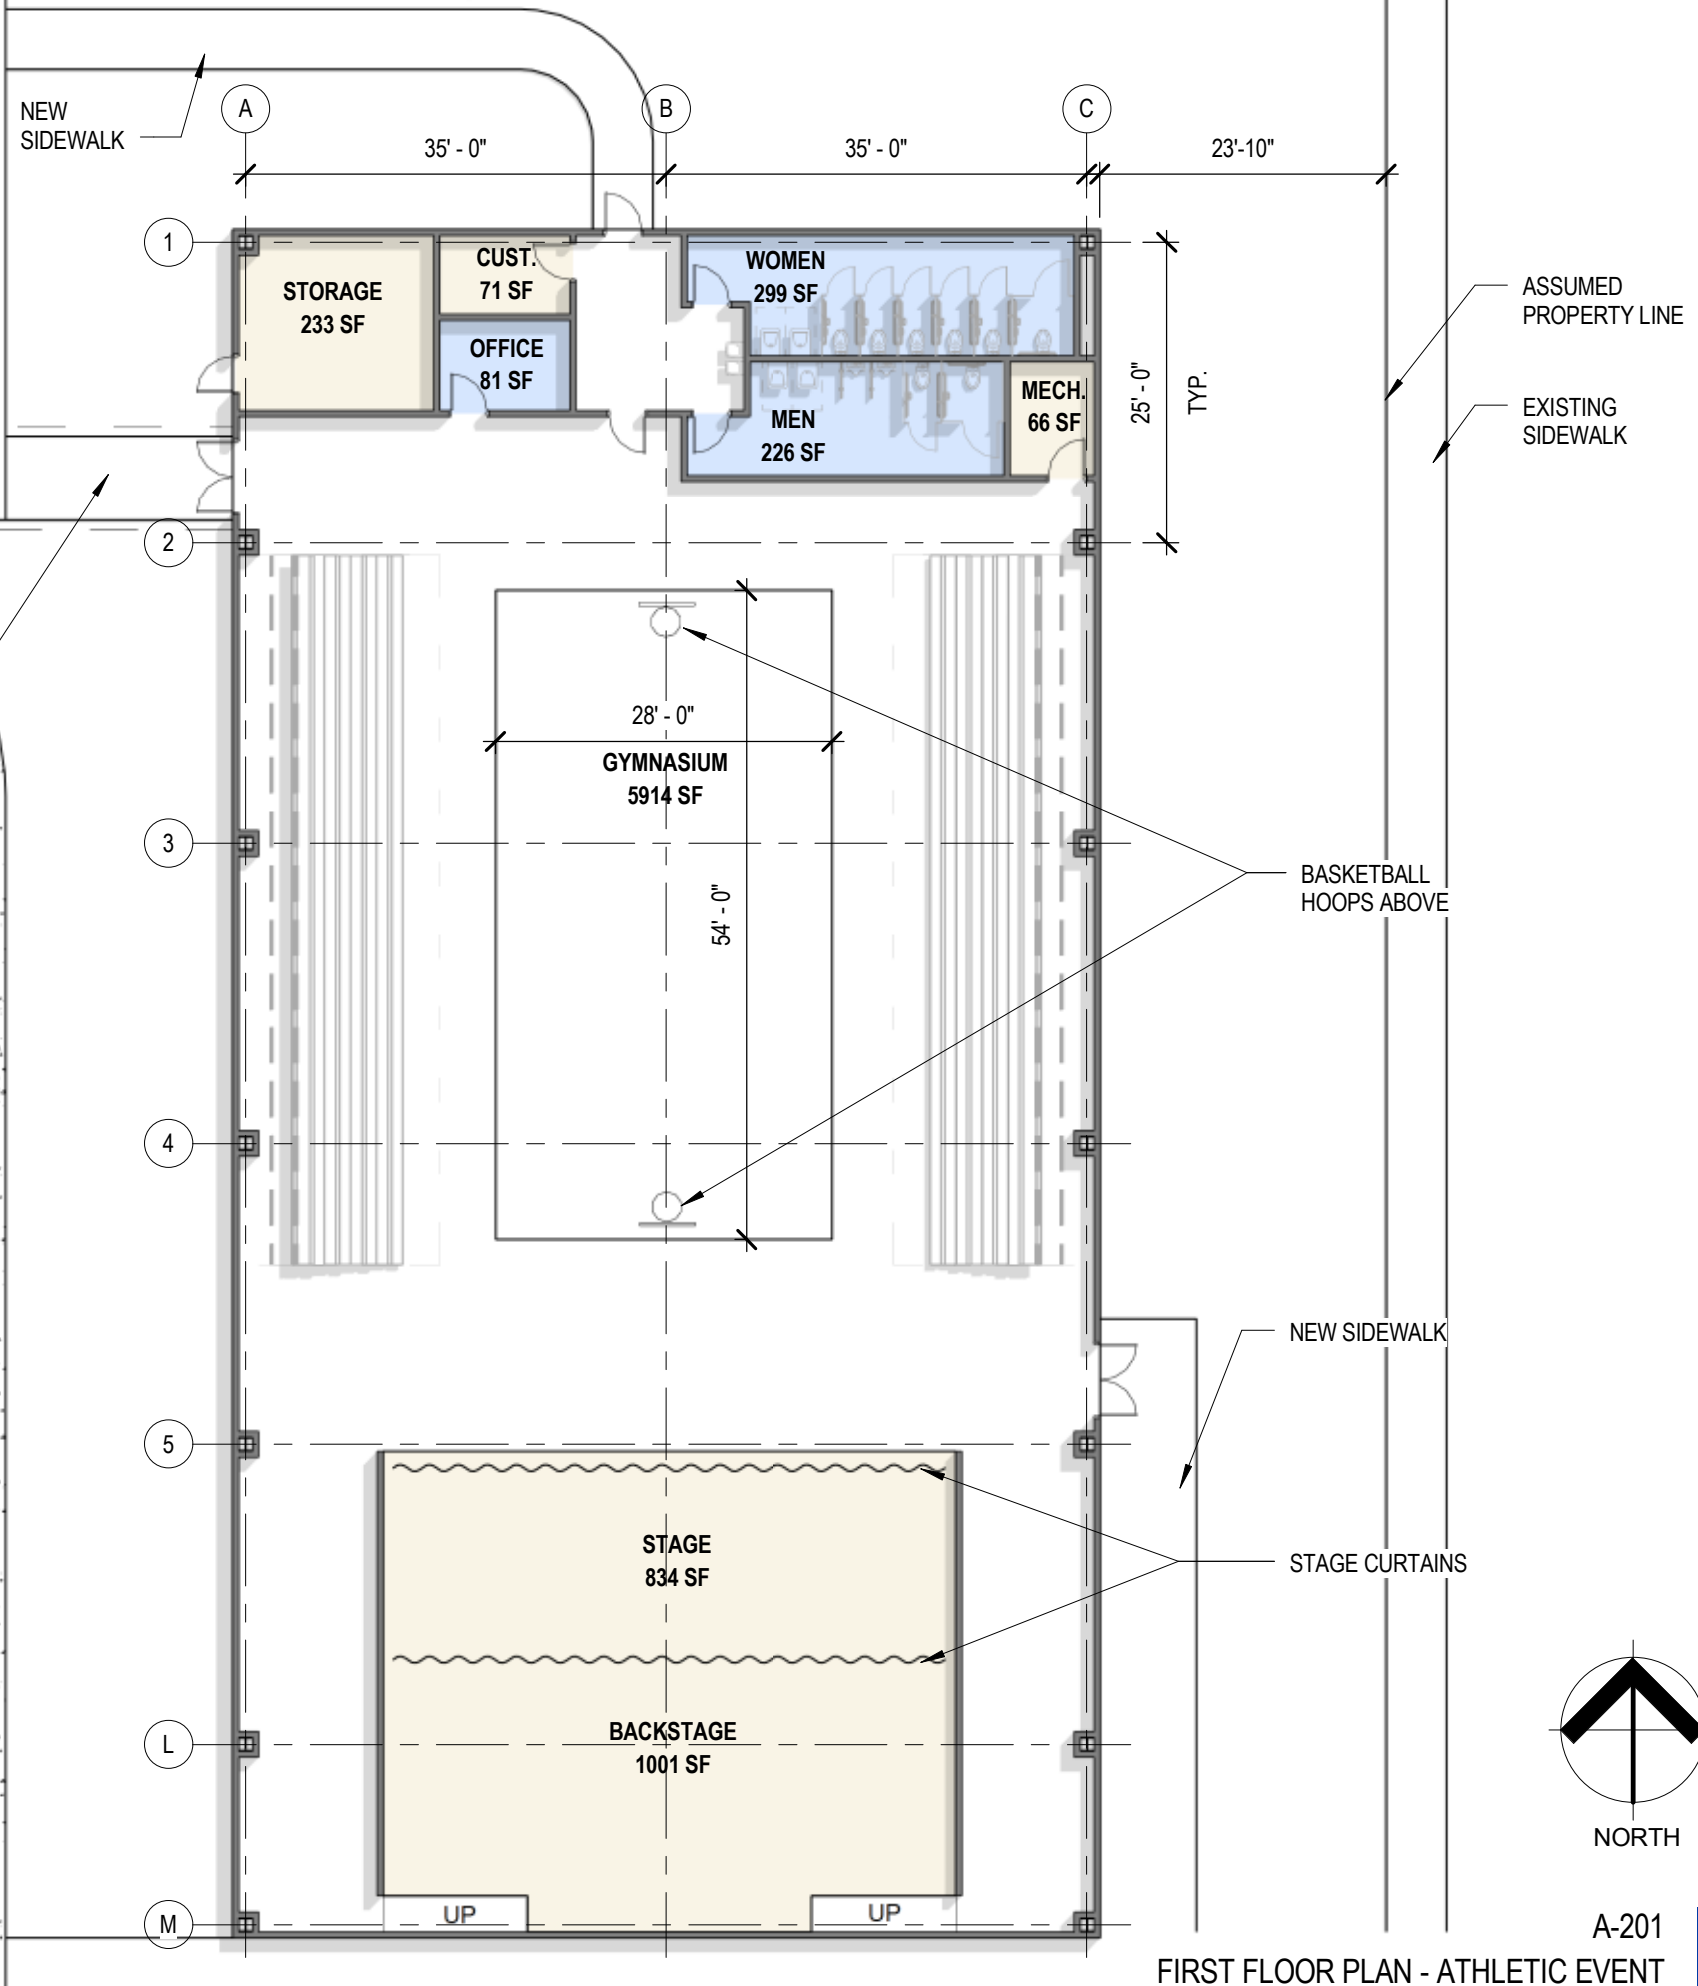 NEW
SIDEWALK
A
B
C
35' - 0"
35' - 0"
23'-10"
1
STORAGE
233 SF
CUST.
71 SF
OFFICE
81 SF
WOMEN
299 SF
MEN
226 SF
MECH.
66 SF
25' - 0"
TYP.
ASSUMED
PROPERTY LINE
EXISTING
SIDEWALK
2
28' - 0"
GYMNASIUM
5914 SF
54' - 0"
3
BASKETBALL
HOOPS ABOVE
4
NEW SIDEWALK
5
STAGE
834 SF
STAGE CURTAINS
L
BACKSTAGE
1001 SF
NORTH
M
UP
UP
A-201
FIRST FLOOR PLAN - ATHLETIC EVENT